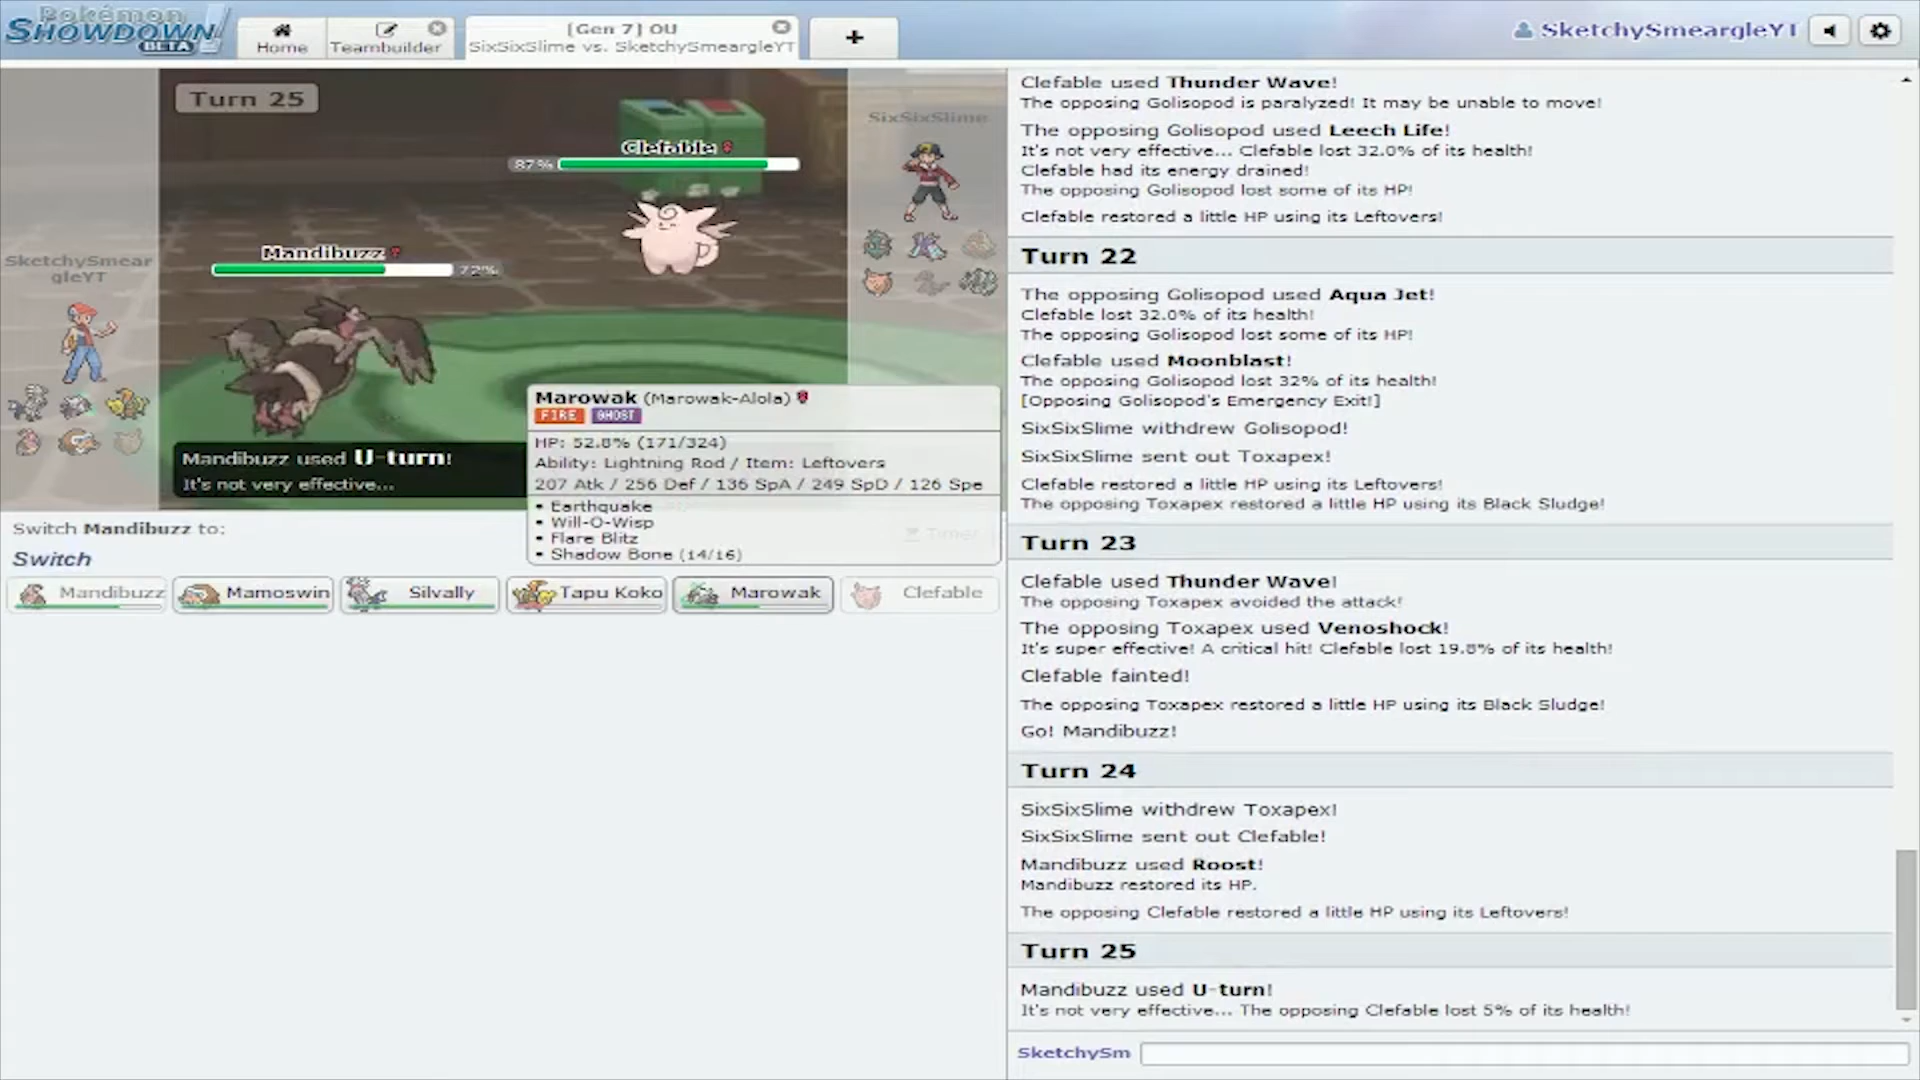 Pokémon
SHOWDOWN!
BETA
Home
Teambuilder
[Gen 7] OU
SixSixSlime vs. SketchySmeargleYT
+
SketchySmeargleYT
Turn 25
Clefable
87%
Mandibuzz
72%
SketchySmear
gleYT
SixSixSlime
Mandibuzz used U-turn!
It's not very effective...
Marowak (Marowak-Alola)
FIRE GHOST
HP: 52.8% (171/324)
Ability: Lightning Rod / Item: Leftovers
207 Atk / 256 Def / 136 SpA / 249 SpD / 126 Spe
• Earthquake
• Will-O-Wisp
• Flare Blitz
• Shadow Bone (14/16)
Timer
Switch Mandibuzz to:
Switch
Mandibuzz
Mamoswin
Silvally
Tapu Koko
Marowak
Clefable
Clefable used Thunder Wave!
The opposing Golisopod is paralyzed! It may be unable to move!
The opposing Golisopod used Leech Life!
It's not very effective... Clefable lost 32.0% of its health!
Clefable had its energy drained!
The opposing Golisopod lost some of its HP!
Clefable restored a little HP using its Leftovers!
Turn 22
The opposing Golisopod used Aqua Jet!
Clefable lost 32.0% of its health!
The opposing Golisopod lost some of its HP!
Clefable used Moonblast!
The opposing Golisopod lost 32% of its health!
[Opposing Golisopod's Emergency Exit!]
SixSixSlime withdrew Golisopod!
SixSixSlime sent out Toxapex!
Clefable restored a little HP using its Leftovers!
The opposing Toxapex restored a little HP using its Black Sludge!
Turn 23
Clefable used Thunder Wave!
The opposing Toxapex avoided the attack!
The opposing Toxapex used Venoshock!
It's super effective! A critical hit! Clefable lost 19.8% of its health!
Clefable fainted!
The opposing Toxapex restored a little HP using its Black Sludge!
Go! Mandibuzz!
Turn 24
SixSixSlime withdrew Toxapex!
SixSixSlime sent out Clefable!
Mandibuzz used Roost!
Mandibuzz restored its HP.
The opposing Clefable restored a little HP using its Leftovers!
Turn 25
Mandibuzz used U-turn!
It's not very effective... The opposing Clefable lost 5% of its health!
SketchySm